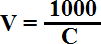 V = 1000 / C